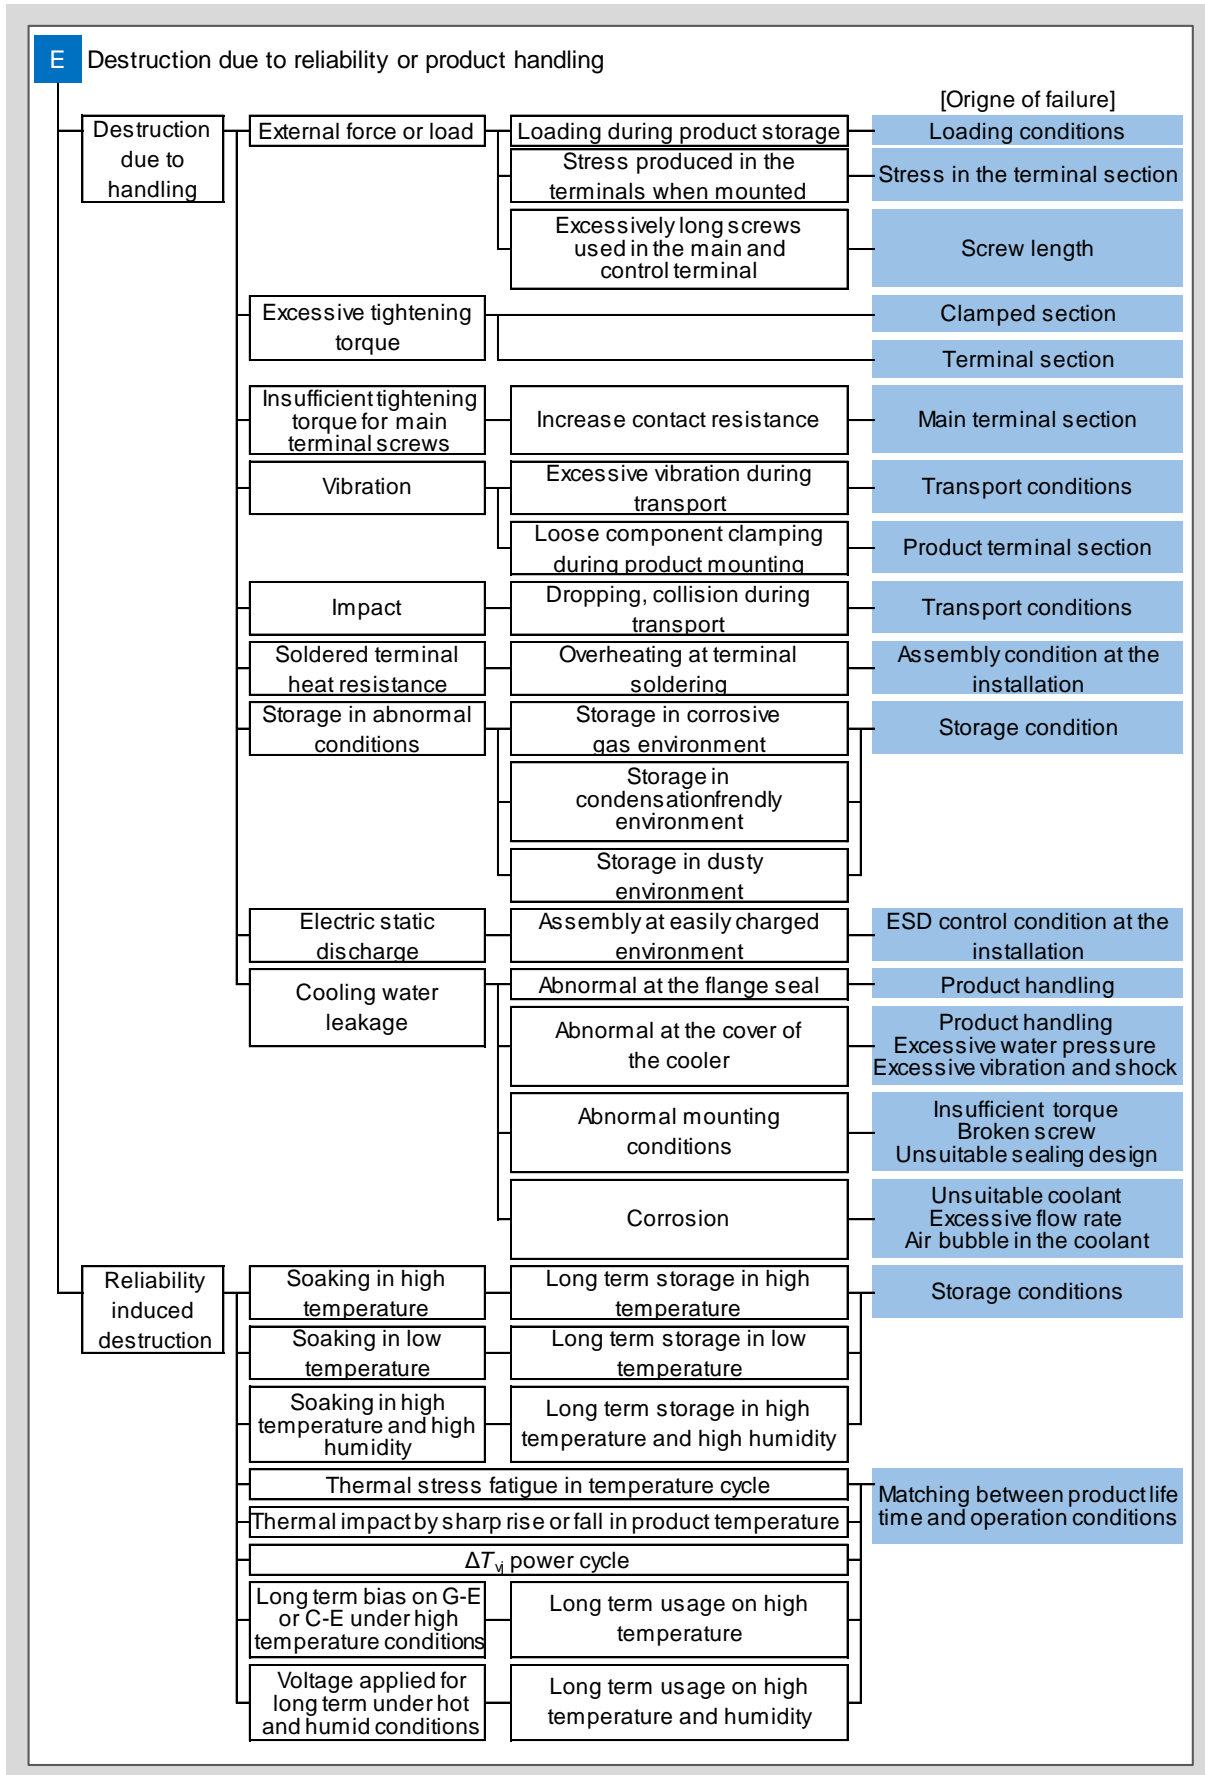 E
Destruction due to reliability or product handling
[Origne of failure]
Destruction
due to
handling
External force or load
Loading during product storage
Loading conditions
Stress produced in the
terminals when mounted
Stress in the terminal section
Excessively long screws
used in the main and
control terminal
Screw length
Excessive tightening
torque
Clamped section
Terminal section
Insufficient tightening
torque for main
terminal screws
Increase contact resistance
Main terminal section
Vibration
Excessive vibration during
transport
Transport conditions
Loose component clamping
during product mounting
Product terminal section
Impact
Dropping, collision during
transport
Transport conditions
Soldered terminal
heat resistance
Overheating at terminal
soldering
Assembly condition at the
installation
Storage in abnormal
conditions
Storage in corrosive
gas environment
Storage condition
Storage in
condensationfrendly
environment
Storage in dusty
environment
Electric static
discharge
Assembly at easily charged
environment
ESD control condition at the
installation
Cooling water
leakage
Abnormal at the flange seal
Product handling
Abnormal at the cover of
the cooler
Product handling
Excessive water pressure
Excessive vibration and shock
Abnormal mounting
conditions
Insufficient torque
Broken screw
Unsuitable sealing design
Corrosion
Unsuitable coolant
Excessive flow rate
Air bubble in the coolant
Reliability
induced
destruction
Soaking in high
temperature
Long term storage in high
temperature
Storage conditions
Soaking in low
temperature
Long term storage in low
temperature
Soaking in high
temperature and high
humidity
Long term storage in high
temperature and high humidity
Thermal stress fatigue in temperature cycle
Matching between product life
time and operation conditions
Thermal impact by sharp rise or fall in product temperature
ΔTvj power cycle
Long term bias on G-E
or C-E under high
temperature conditions
Long term usage on high
temperature
Voltage applied for
long term under hot
and humid conditions
Long term usage on high
temperature and humidity